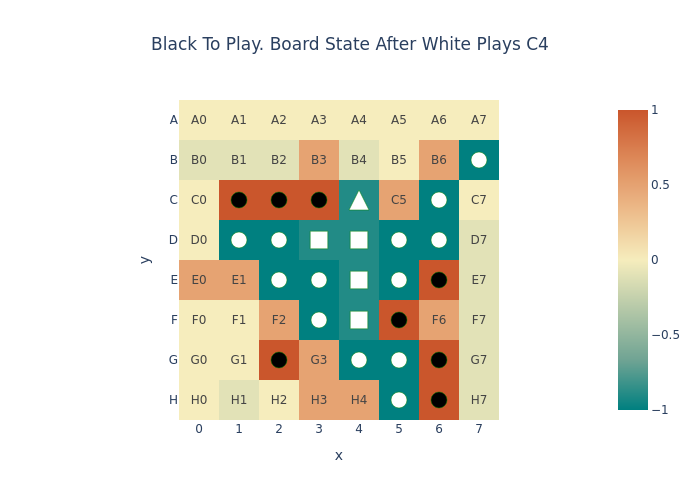 Black To Play. Board State After White Plays C4
A A0 A1 A2 A3 A4 A5 A6 A7
B B0 B1 B2 B3 B4 B5 B6
C C0 C5 C7
D D0 D7
E E0 E1 E7
F F0 F1 F2 F6 F7
G G0 G1 G3 G7
H H0 H1 H2 H3 H4 H7
0 1 2 3 4 5 6 7
x
y
1
0.5
0
−0.5
−1